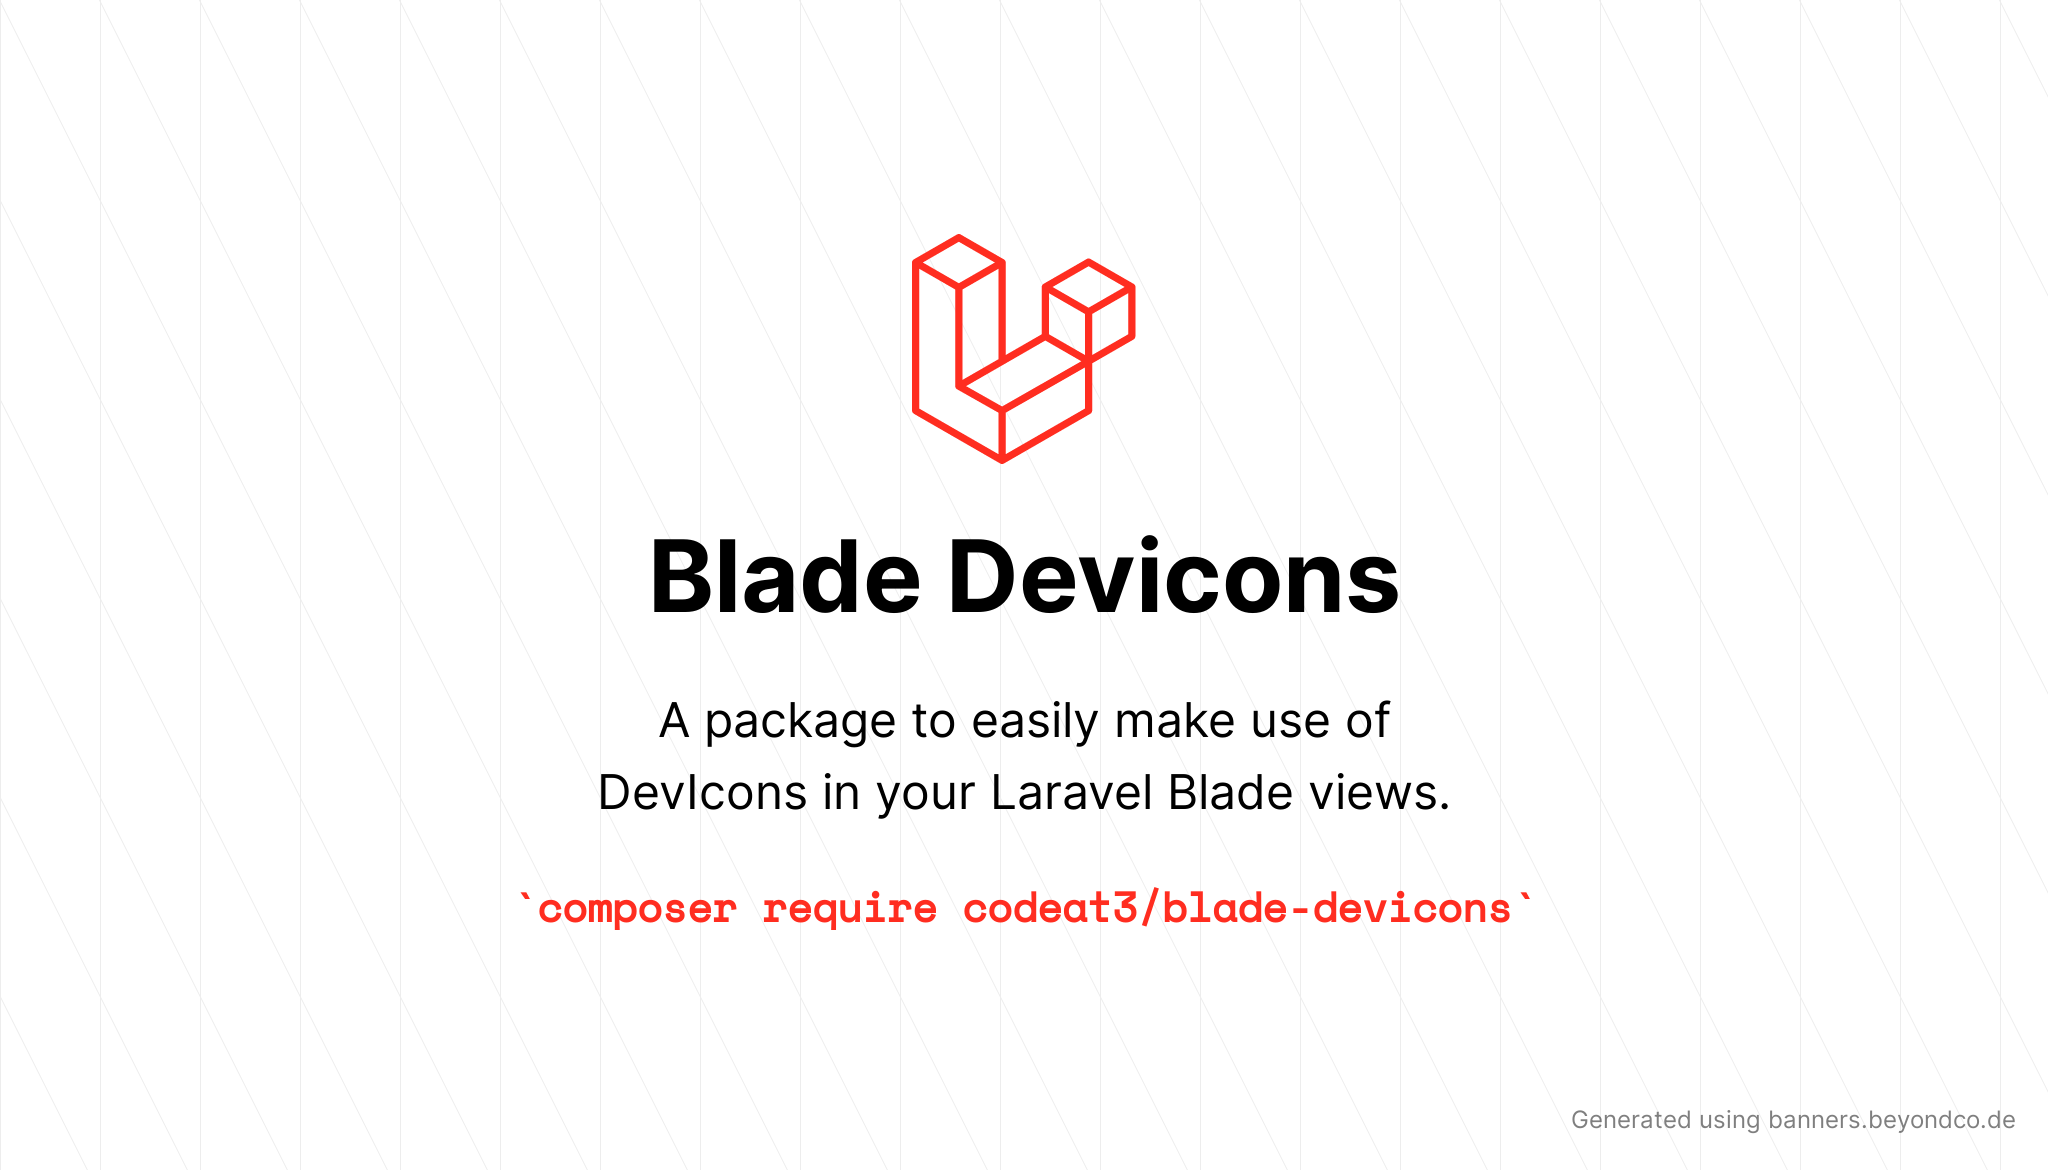 Blade Devicons
A package to easily make use of
DevIcons in your Laravel Blade views.
`composer require codeat3/blade-devicons`
Generated using banners.beyondco.de